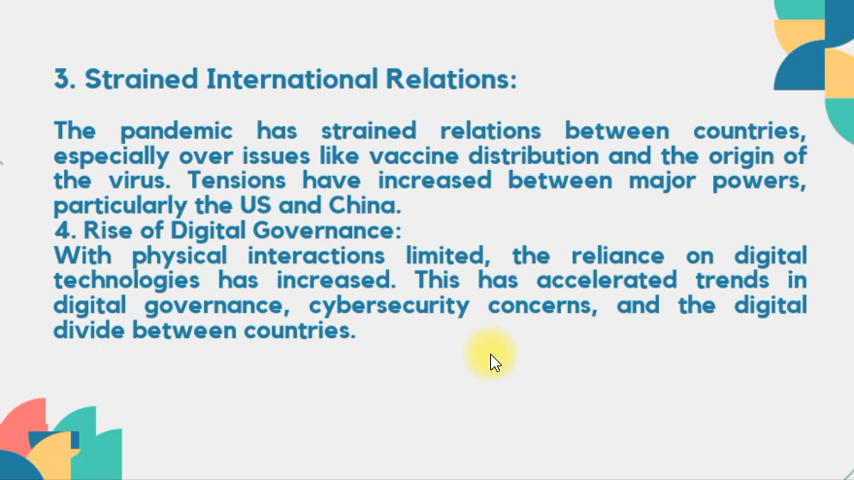 3. Strained International Relations:
The pandemic has strained relations between countries,
especially over issues like vaccine distribution and the origin of
the virus. Tensions have increased between major powers,
particularly the US and China.
4. Rise of Digital Governance:
With physical interactions limited, the reliance on digital
technologies has increased. This has accelerated trends in
digital governance, cybersecurity concerns, and the digital
divide between countries.